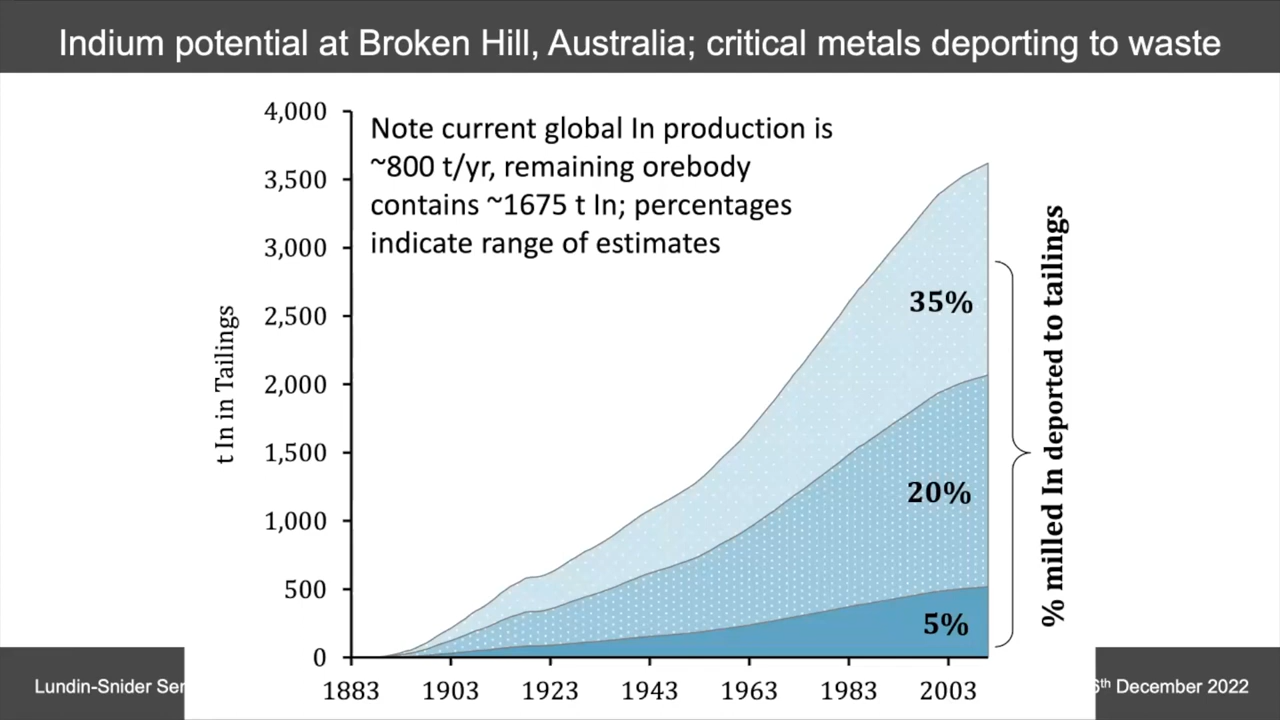 Indium potential at Broken Hill, Australia; critical metals deporting to waste
4,000
3,500
3,000
2,500
2,000
1,500
1,000
500
0
t In in Tailings
Note current global In production is
~800 t/yr, remaining orebody
contains ~1675 t In; percentages
indicate range of estimates
35%
20%
5%
% milled In deported to tailings
1883
1903
1923
1943
1963
1983
2003
Lundin-Snider
th December 2022